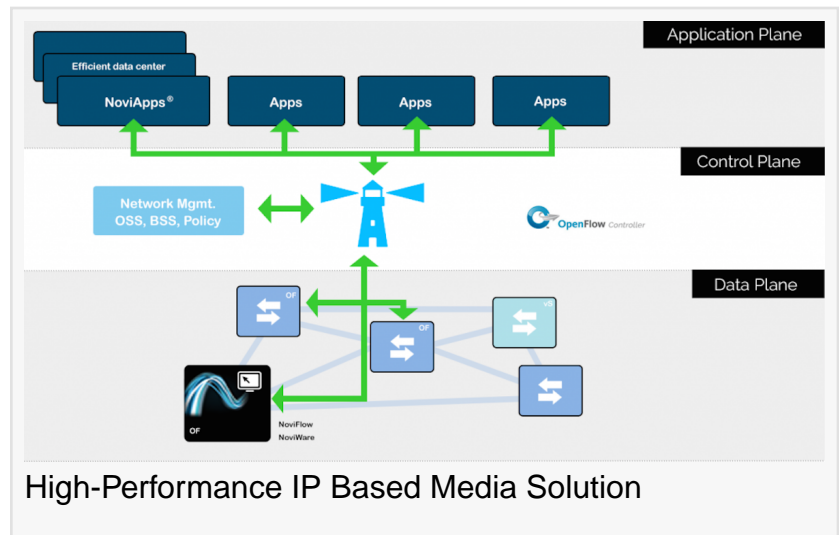 Application Plane
Efficient data center
NoviApps®
Apps
Apps
Apps
Control Plane
Network Mgmt.
OSS, BSS, Policy
OpenFlow Controller
Data Plane
OF
OF
vS
OF
NoviFlow
NoviWare
High-Performance IP Based Media Solution